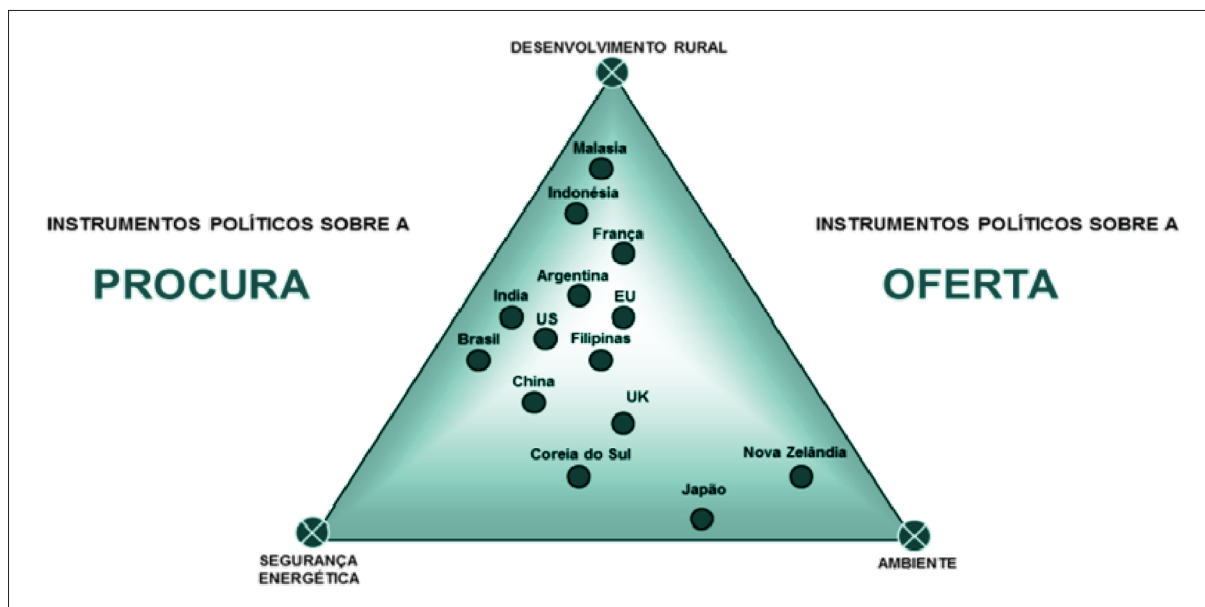 DESENVOLVIMENTO RURAL
Malasia
Indonésia
INSTRUMENTOS POLÍTICOS SOBRE A
PROCURA
INSTRUMENTOS POLÍTICOS SOBRE A
OFERTA
França
Argentina
India
EU
US
Brasil
Filipinas
China
UK
Coreia do Sul
Nova Zelândia
Japão
SEGURANÇA
ENERGÉTICA
AMBIENTE